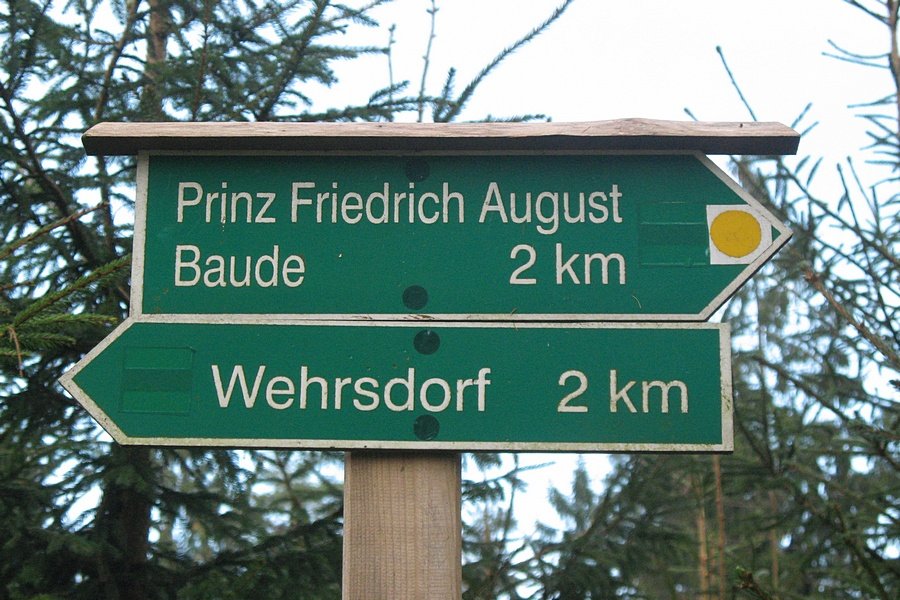 Prinz Friedrich August
Baude 2 km
Wehrsdorf 2 km